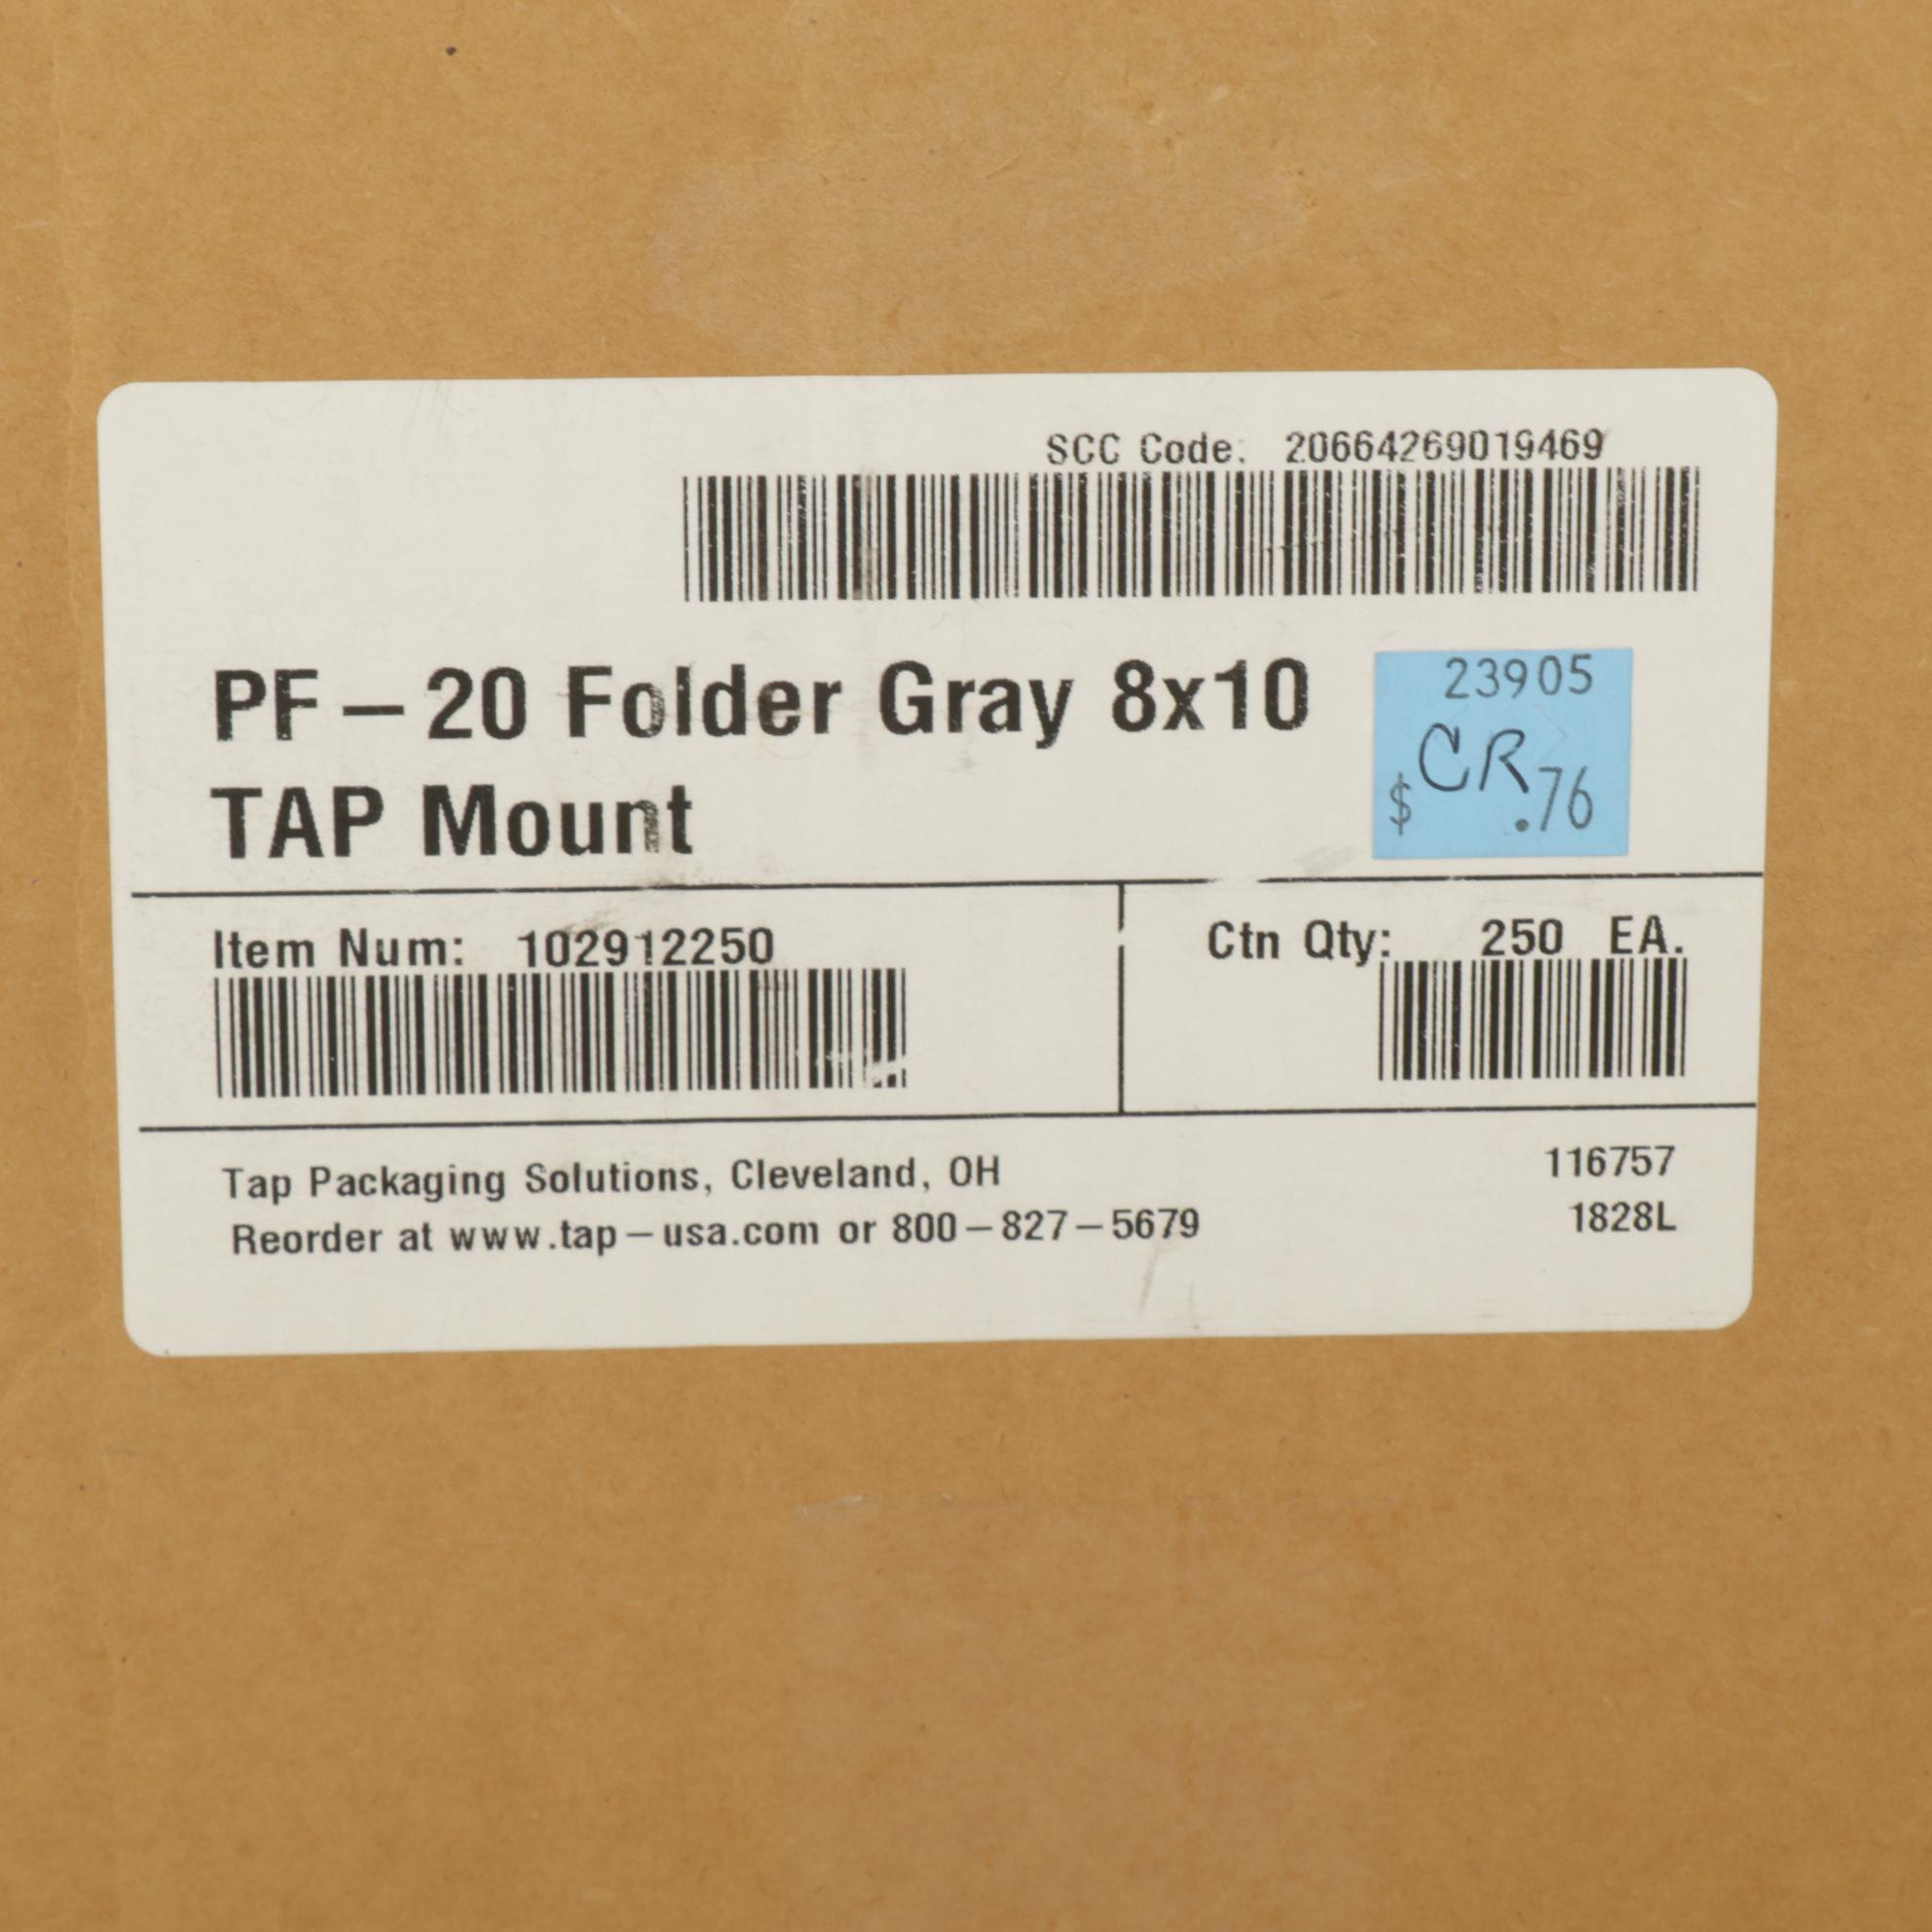 SCC Code: 20664269019469
PF-20 Folder Gray 8x10
TAP Mount
23905
CR
$ .76
Item Num: 102912250
Ctn Qty: 250 EA.
Tap Packaging Solutions, Cleveland, OH
Reorder at www.tap-usa.com or 800-827-5679
116757
1828L